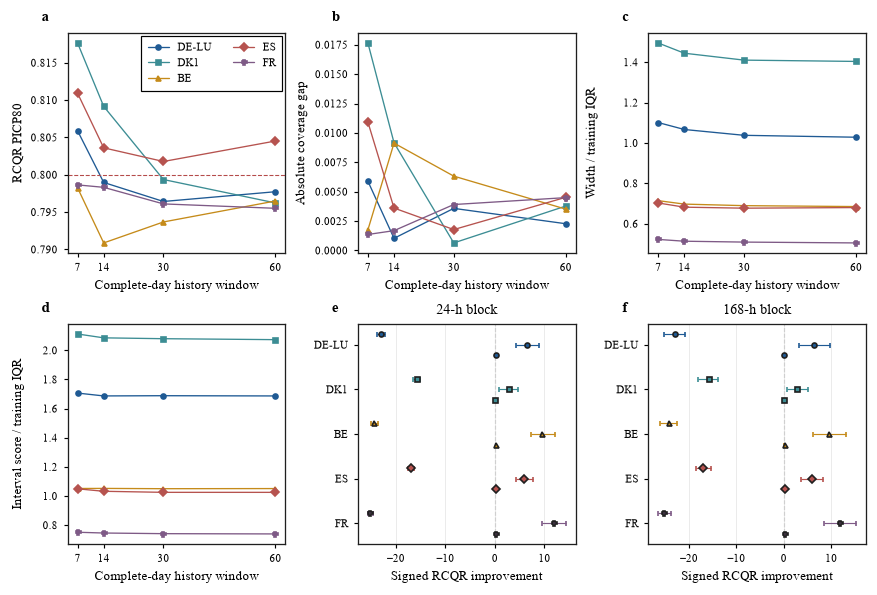 a
RCQR PICP80
0.815
0.810
0.805
0.800
0.795
0.790
DE-LU
DK1
BE
ES
FR
7
14
30
60
Complete-day history window
b
Absolute coverage gap
0.0175
0.0150
0.0125
0.0100
0.0075
0.0050
0.0025
0.0000
7
14
30
60
Complete-day history window
c
Width / training IQR
1.4
1.2
1.0
0.8
0.6
7
14
30
60
Complete-day history window
d
Interval score / training IQR
2.0
1.8
1.6
1.4
1.2
1.0
0.8
7
14
30
60
Complete-day history window
e
24-h block
DE-LU
DK1
BE
ES
FR
−20
−10
0
10
Signed RCQR improvement
f
168-h block
DE-LU
DK1
BE
ES
FR
−20
−10
0
10
Signed RCQR improvement